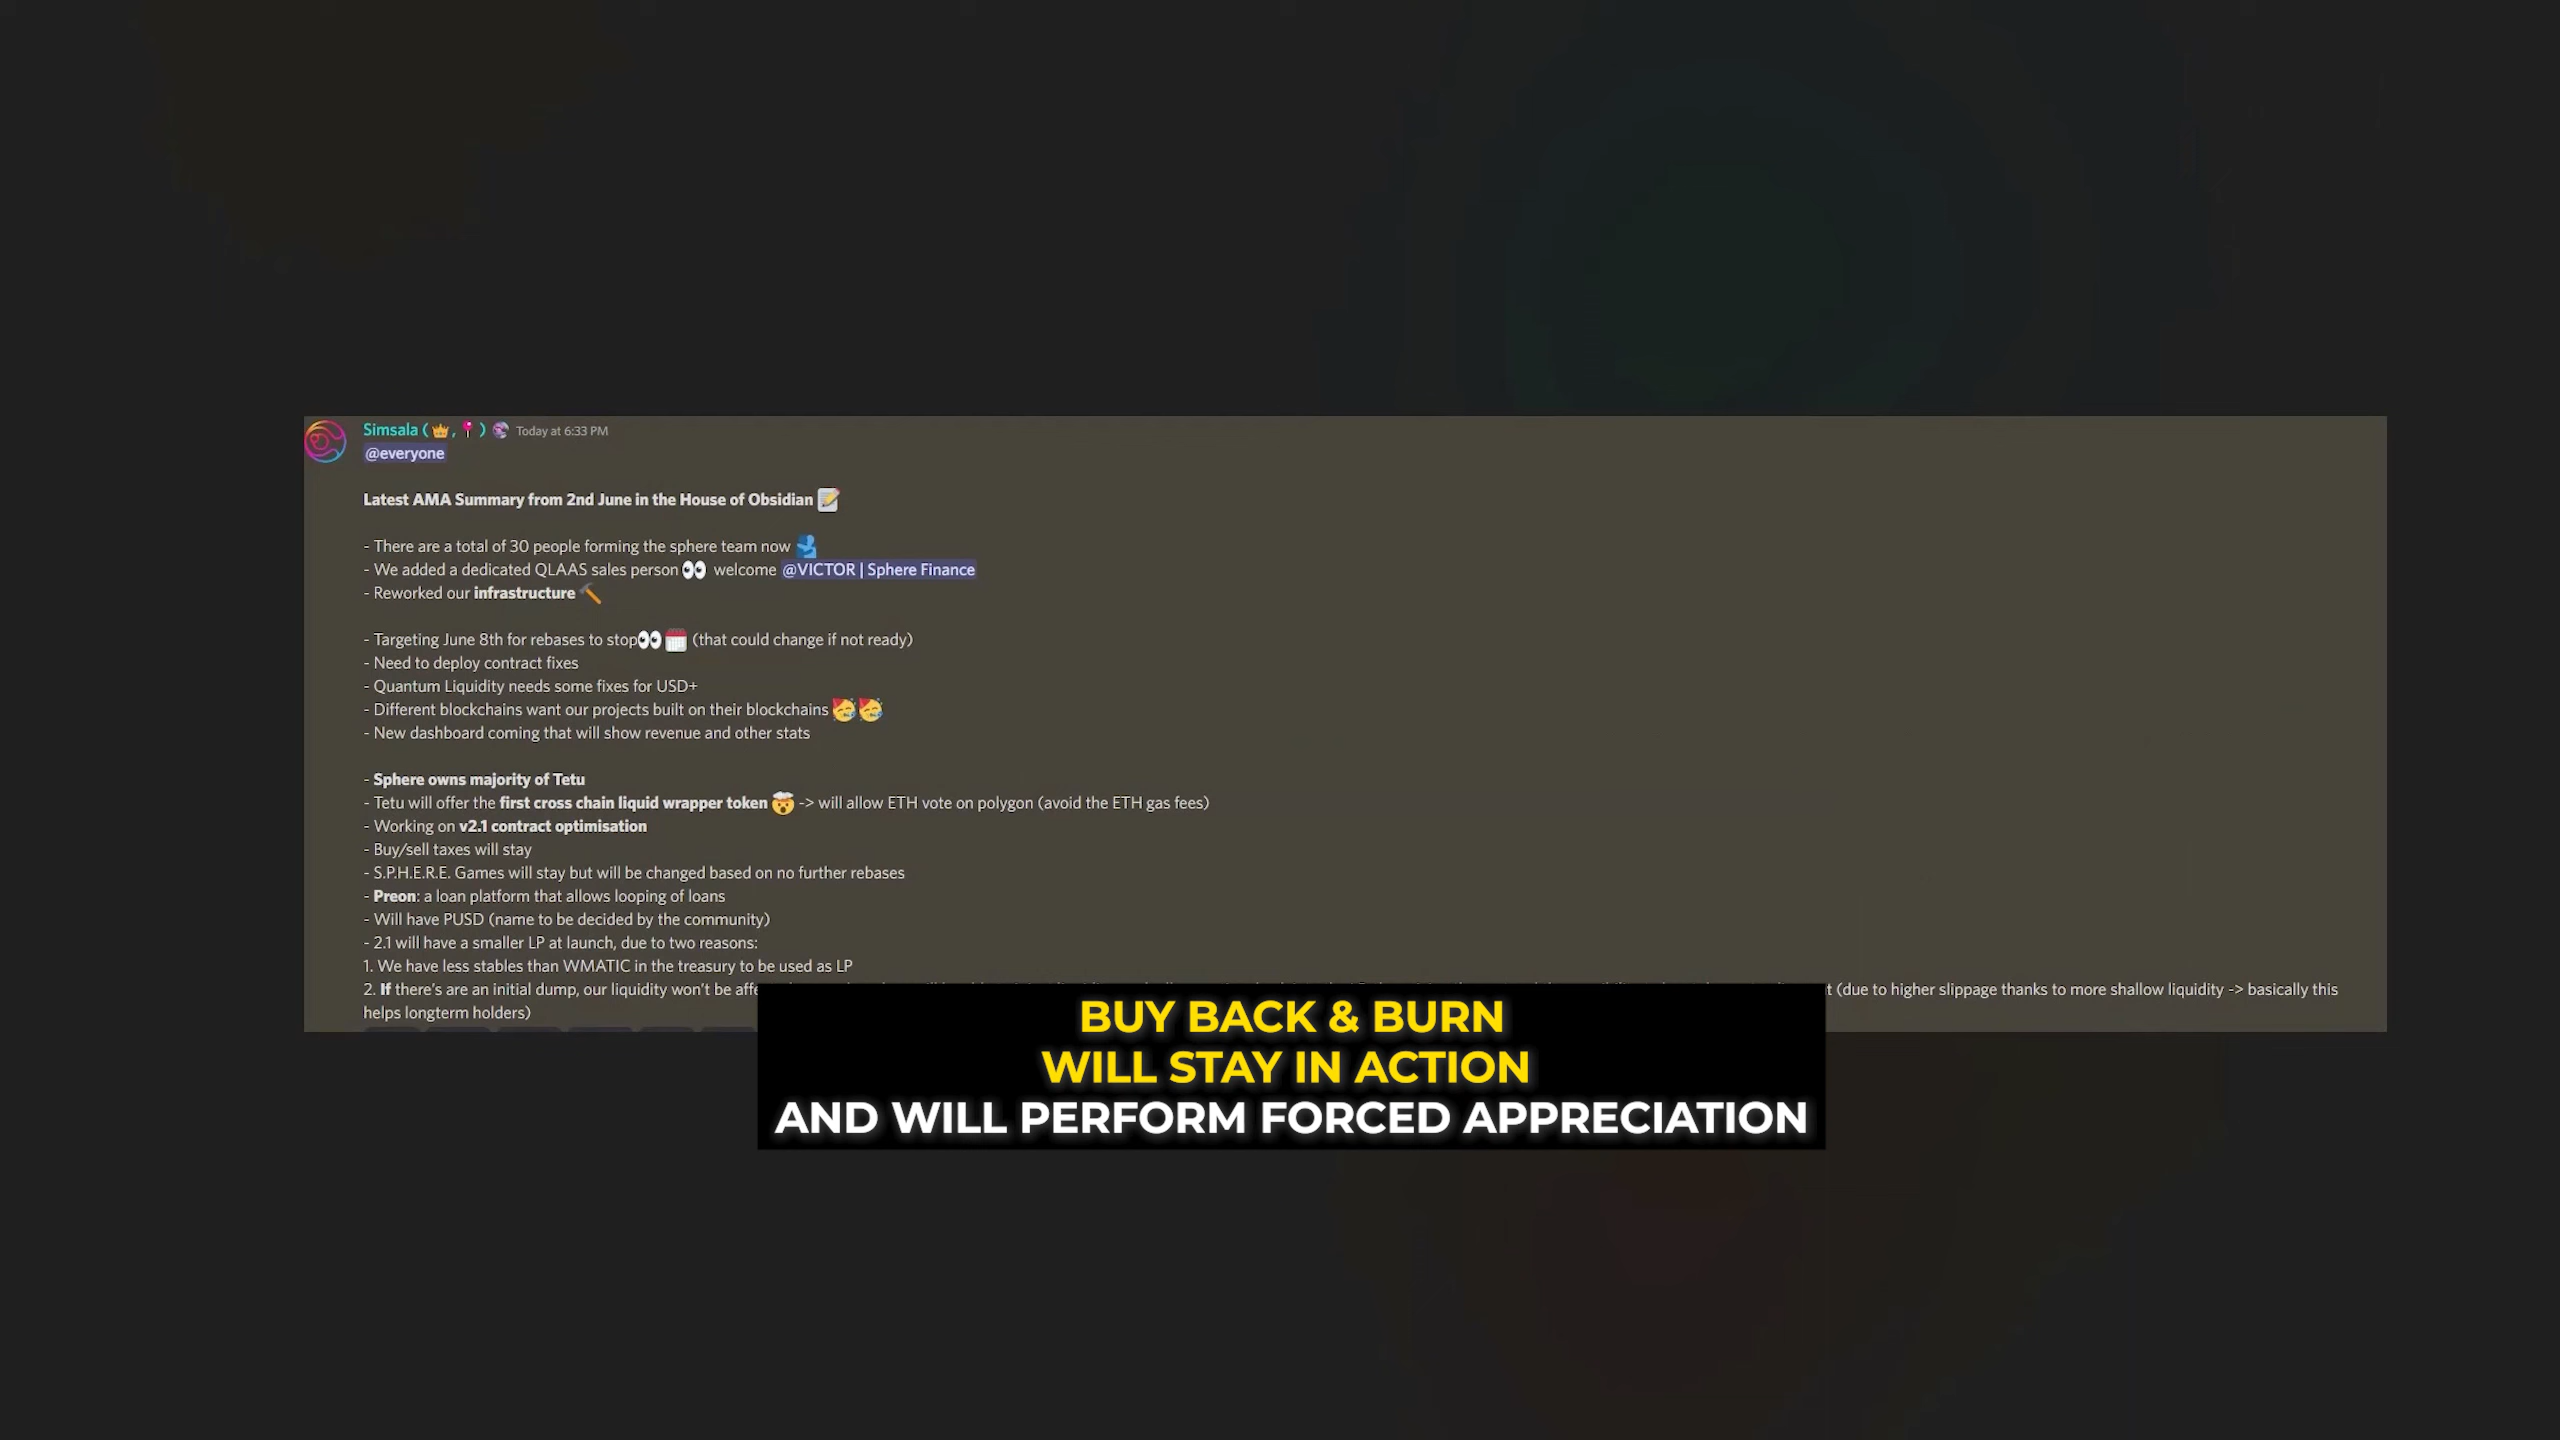 Simsala (👑, 📍) Today at 6:33 PM
@everyone
Latest AMA Summary from 2nd June in the House of Obsidian 📝
- There are a total of 30 people forming the sphere team now 🫂
- We added a dedicated QLAAS sales person 👀 welcome @VICTOR | Sphere Finance
- Reworked our infrastructure 🔨
- Targeting June 8th for rebases to stop👀 📅 (that could change if not ready)
- Need to deploy contract fixes
- Quantum Liquidity needs some fixes for USD+
- Different blockchains want our projects built on their blockchains 🥳 🥳
- New dashboard coming that will show revenue and other stats
- Sphere owns majority of Tetu
- Tetu will offer the first cross chain liquid wrapper token 🤯 -> will allow ETH vote on polygon (avoid the ETH gas fees)
- Working on v2.1 contract optimisation
- Buy/sell taxes will stay
- S.P.H.E.R.E. Games will stay but will be changed based on no further rebases
- Preon: a loan platform that allows looping of loans
- Will have PUSD (name to be decided by the community)
- 2.1 will have a smaller LP at launch, due to two reasons:
1. We have less stables than WMATIC in the treasury to be used as LP
2. If there's are an initial dump, our liquidity won't be (due to higher slippage thanks to more shallow liquidity -> basically this
helps longterm holders)
BUY BACK & BURN
WILL STAY IN ACTION
AND WILL PERFORM FORCED APPRECIATION